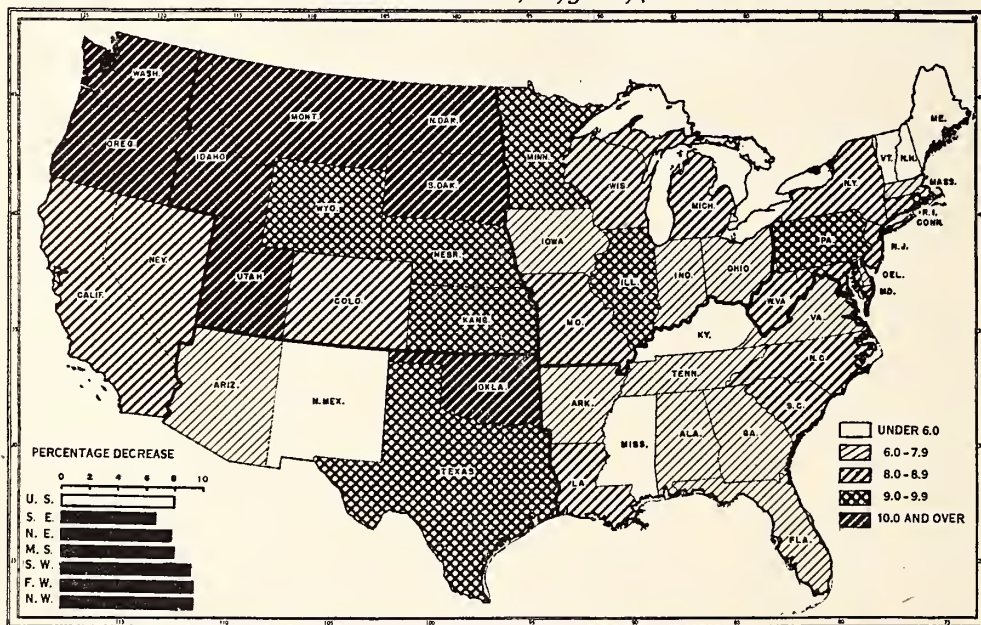 WASH.
MONT.
N.DAK.
MINN.
ME.
OREG.
IDAHO
S.DAK.
WIS.
MICH.
N.Y.
VT.
N.H.
MASS.
R.I.
CONN.
WYO.
NEBR.
IOWA
PA.
N.J.
NEV.
UTAH
COLO.
KANS.
ILL.
IND.
OHIO
DEL.
MD.
CALIF.
MO.
W.VA.
VA.
KY.
ARIZ.
N.MEX.
OKLA.
ARK.
TENN.
N.C.
S.C.
TEXAS
LA.
MISS.
ALA.
GA.
FLA.
UNDER 6.0
6.0-7.9
8.0-8.9
9.0-9.9
10.0 AND OVER
PERCENTAGE DECREASE
0 2 4 6 8 10
U. S.
S. E.
N. E.
M. S.
S. W.
F. W.
N. W.